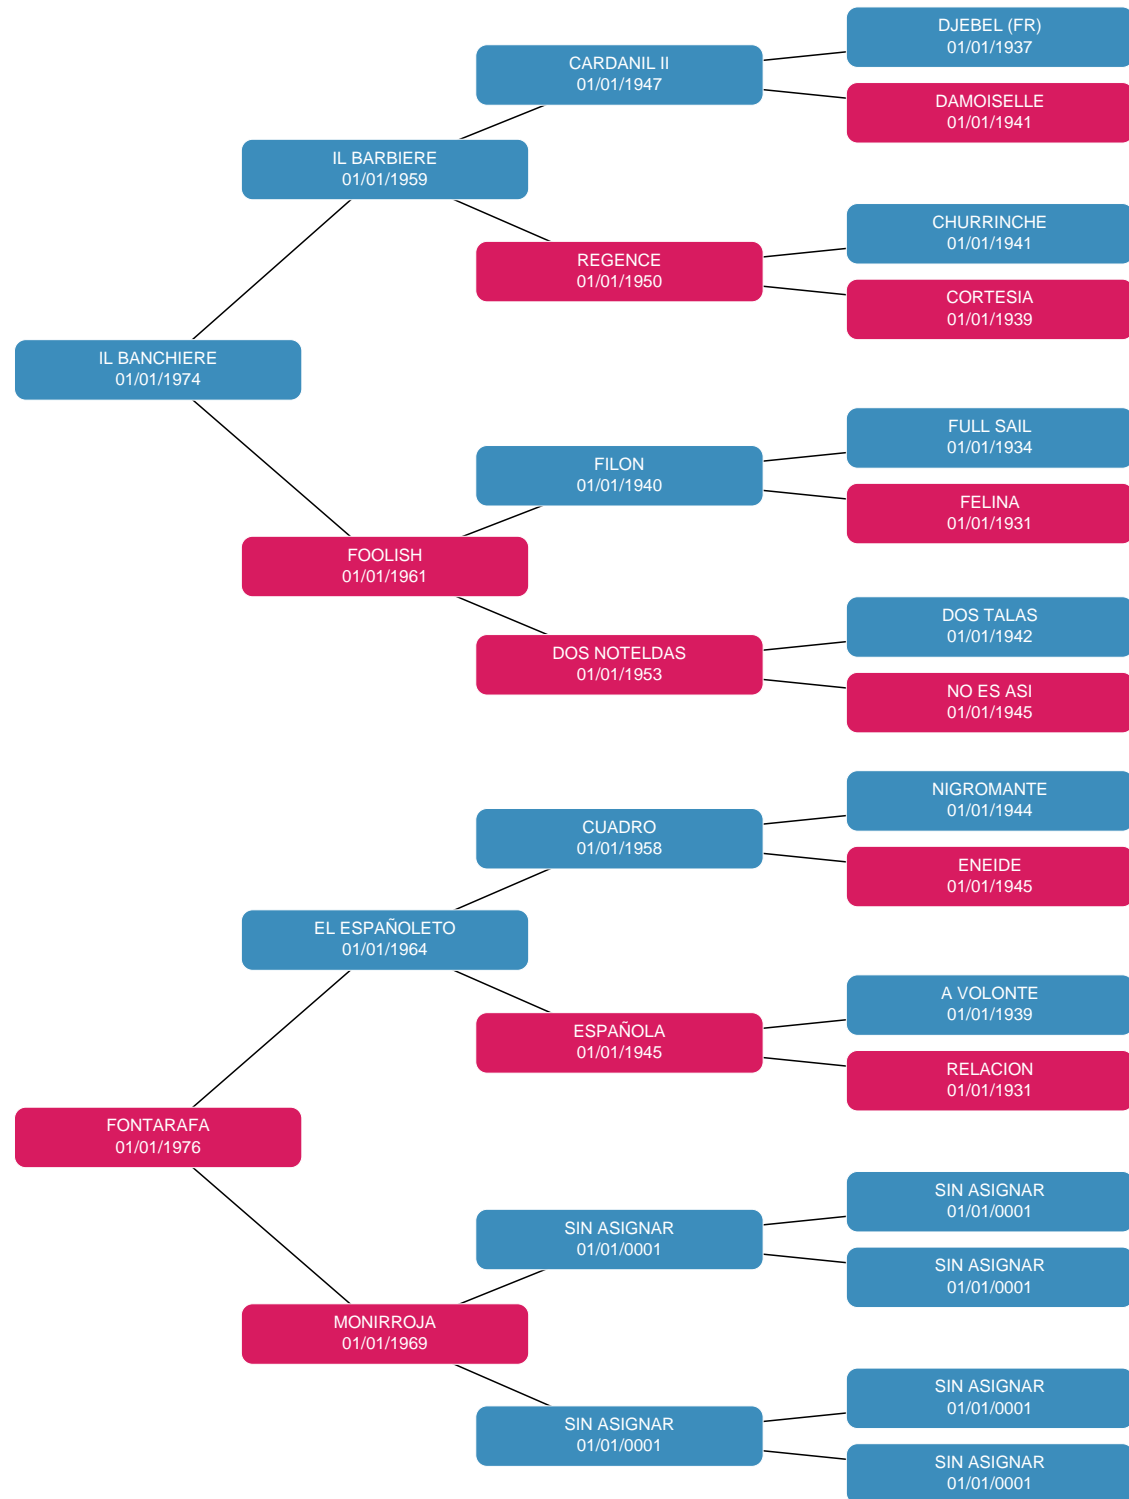 DJEBEL (FR)
01/01/1937
CARDANIL II
01/01/1947
DAMOISELLE
01/01/1941
IL BARBIERE
01/01/1959
CHURRINCHE
01/01/1941
REGENCE
01/01/1950
CORTESIA
01/01/1939
IL BANCHIERE
01/01/1974
FULL SAIL
01/01/1934
FILON
01/01/1940
FELINA
01/01/1931
FOOLISH
01/01/1961
DOS TALAS
01/01/1942
DOS NOTELDAS
01/01/1953
NO ES ASI
01/01/1945
NIGROMANTE
01/01/1944
CUADRO
01/01/1958
ENEIDE
01/01/1945
EL ESPAÑOLETO
01/01/1964
A VOLONTE
01/01/1939
ESPAÑOLA
01/01/1945
RELACION
01/01/1931
FONTARAFA
01/01/1976
SIN ASIGNAR
01/01/0001
SIN ASIGNAR
01/01/0001
SIN ASIGNAR
01/01/0001
MONIRROJA
01/01/1969
SIN ASIGNAR
01/01/0001
SIN ASIGNAR
01/01/0001
SIN ASIGNAR
01/01/0001